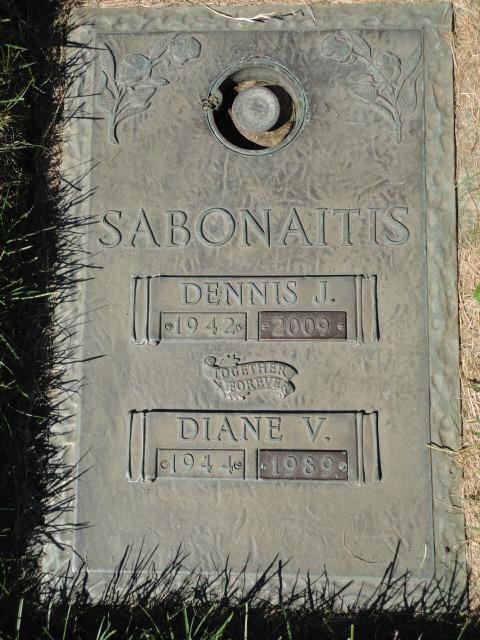 SABONAITIS
DENNIS J.
1942 2009
TOGETHER
FOREVER
DIANE V.
1944 1989